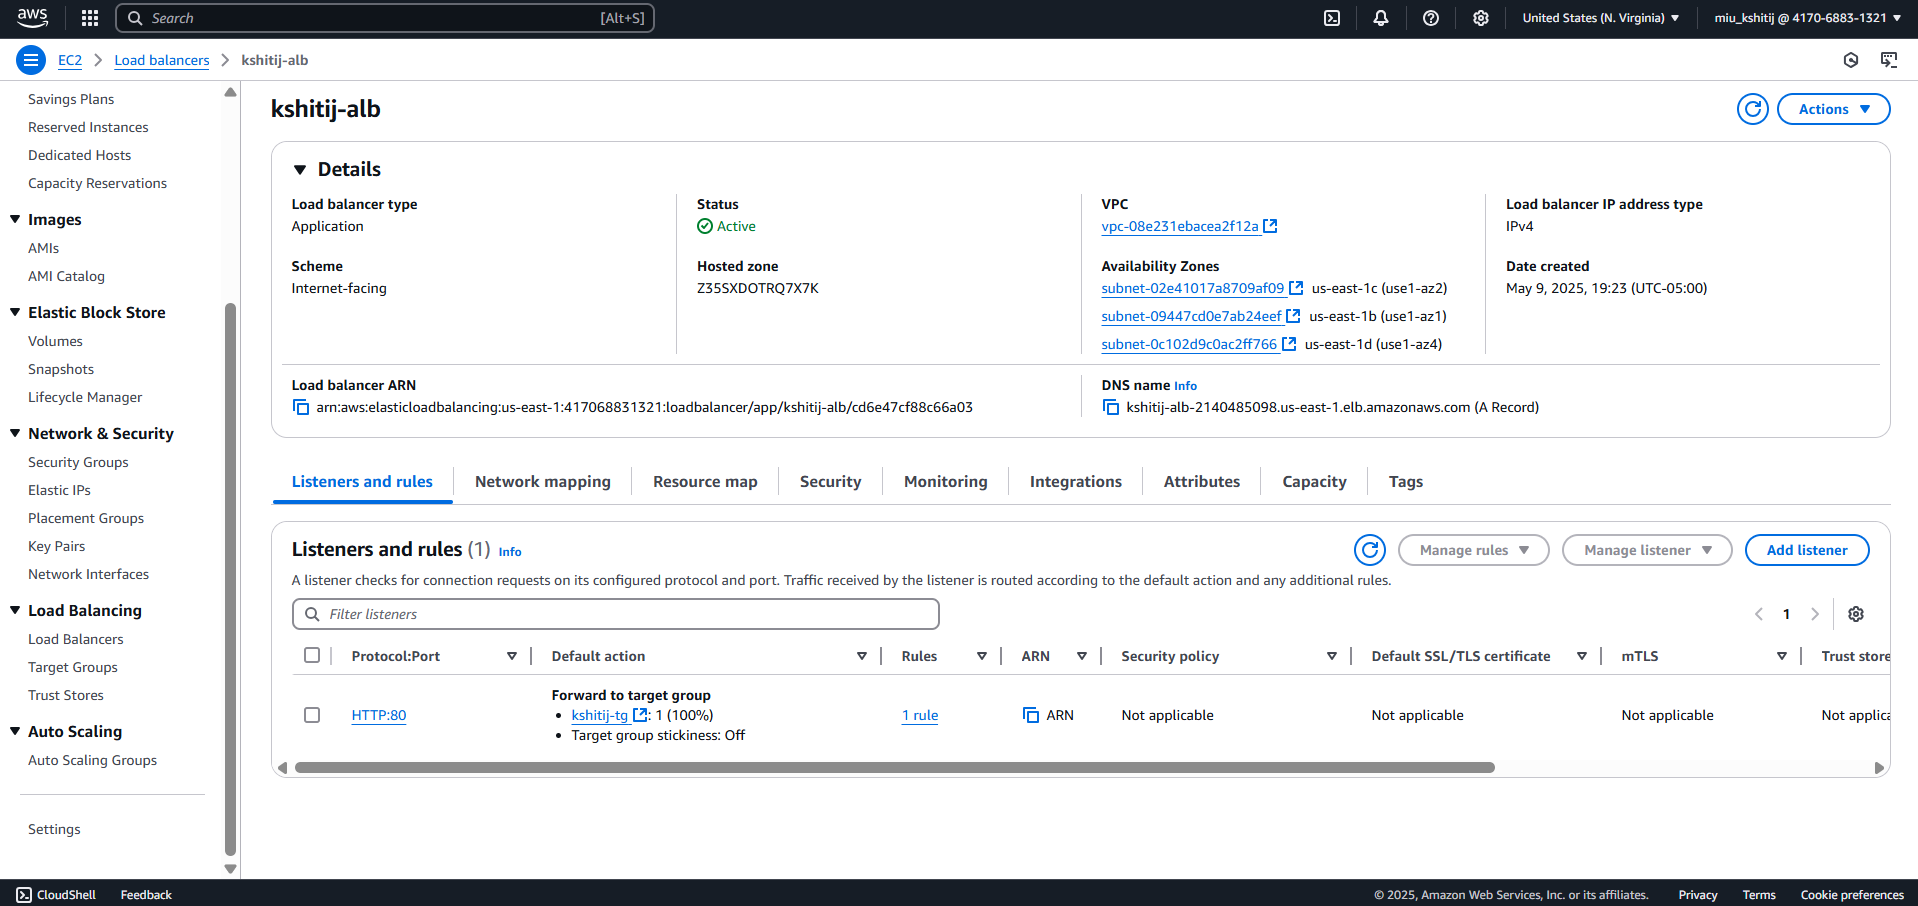 aws
Search [Alt+S]
United States (N. Virginia)
miu_kshitij @ 4170-6883-1321
EC2
Load balancers
kshitij-alb
Savings Plans
Reserved Instances
Dedicated Hosts
Capacity Reservations
Images
AMIs
AMI Catalog
Elastic Block Store
Volumes
Snapshots
Lifecycle Manager
Network & Security
Security Groups
Elastic IPs
Placement Groups
Key Pairs
Network Interfaces
Load Balancing
Load Balancers
Target Groups
Trust Stores
Auto Scaling
Auto Scaling Groups
Settings
kshitij-alb
Actions
Details
Load balancer type
Application
Status
Active
VPC
vpc-08e231ebacea2f12a
Load balancer IP address type
IPv4
Scheme
Internet-facing
Hosted zone
Z35SXDOTRQ7X7K
Availability Zones
subnet-02e41017a8709af09 us-east-1c (use1-az2)
subnet-09447cd0e7ab24eef us-east-1b (use1-az1)
subnet-0c102d9c0ac2ff766 us-east-1d (use1-az4)
Date created
May 9, 2025, 19:23 (UTC-05:00)
Load balancer ARN
arn:aws:elasticloadbalancing:us-east-1:417068831321:loadbalancer/app/kshitij-alb/cd6e47cf88c66a03
DNS name Info
kshitij-alb-2140485098.us-east-1.elb.amazonaws.com (A Record)
Listeners and rules
Network mapping
Resource map
Security
Monitoring
Integrations
Attributes
Capacity
Tags
Listeners and rules (1) Info
Manage rules
Manage listener
Add listener
A listener checks for connection requests on its configured protocol and port. Traffic received by the listener is routed according to the default action and any additional rules.
Filter listeners
1
Protocol:Port
Default action
Rules
ARN
Security policy
Default SSL/TLS certificate
mTLS
Trust store
HTTP:80
Forward to target group
• kshitij-tg : 1 (100%)
• Target group stickiness: Off
1 rule
ARN
Not applicable
Not applicable
Not applicable
Not applica
CloudShell
Feedback
© 2025, Amazon Web Services, Inc. or its affiliates.
Privacy
Terms
Cookie preferences